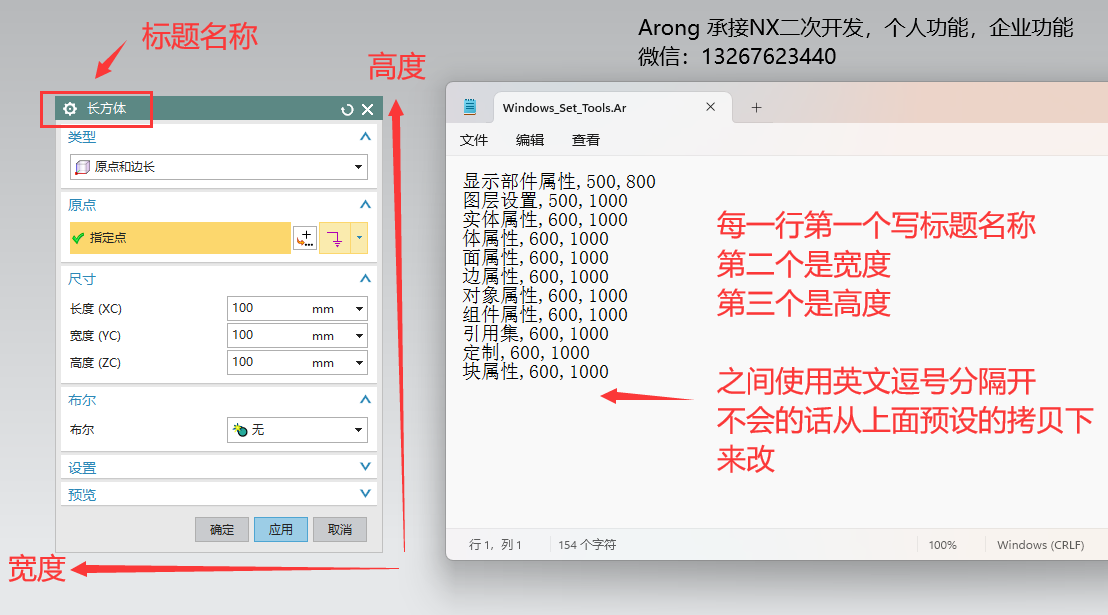 标题名称
Arong 承接NX二次开发，个人功能，企业功能
微信：13267623440
高度
长方体
类型
原点和边长
原点
指定点
尺寸
长度 (XC)
100
mm
宽度 (YC)
100
mm
高度 (ZC)
100
mm
布尔
布尔
无
设置
预览
确定
应用
取消
宽度
Windows_Set_Tools.Ar
文件
编辑
查看
显示部件属性,500,800
图层设置,500,1000
实体属性,600,1000
体属性,600,1000
面属性,600,1000
边属性,600,1000
对象属性,600,1000
组件属性,600,1000
引用集,600,1000
定制,600,1000
块属性,600,1000
每一行第一个写标题名称
第二个是宽度
第三个是高度
之间使用英文逗号分隔开
不会的话从上面预设的拷贝下
来改
行 1，列 1
154 个字符
100%
Windows (CRLF)